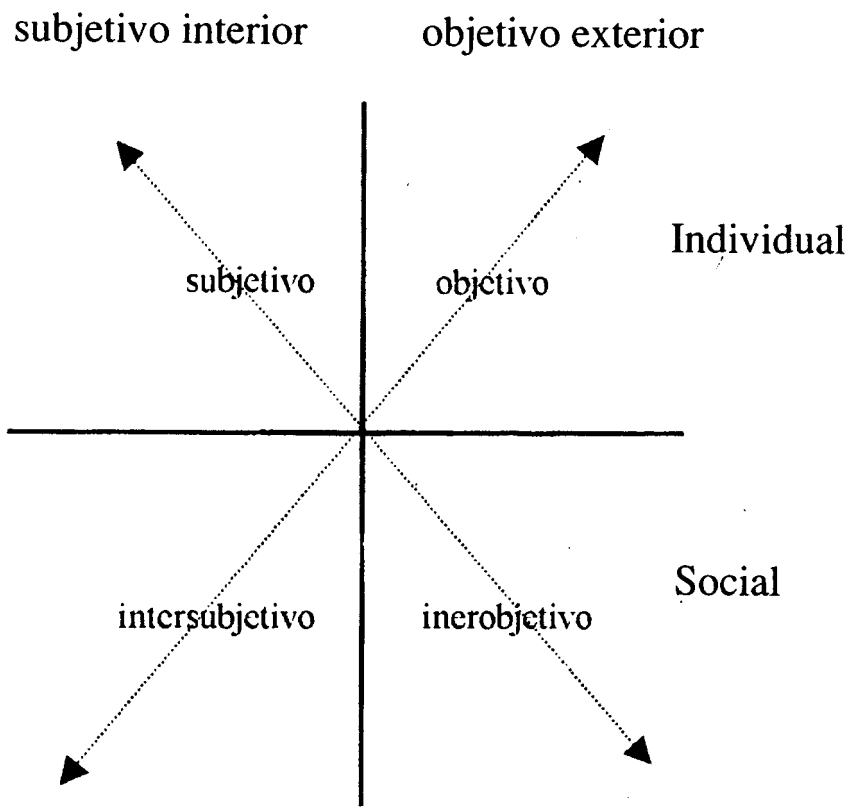 subjetivo interior
objetivo exterior
Individual
subjetivo
objetivo
Social
intersubjetivo
inerobjetivo